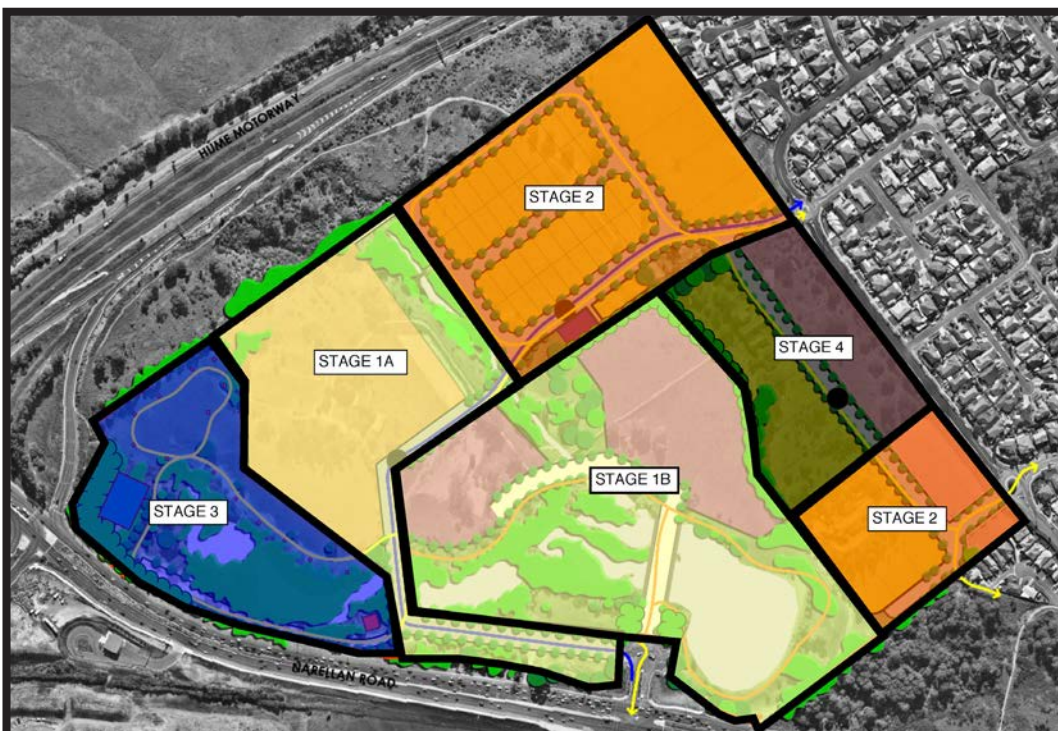 HUME MOTORWAY
STAGE 2
STAGE 1A
STAGE 4
STAGE 1B
STAGE 3
STAGE 2
NARELLAN ROAD